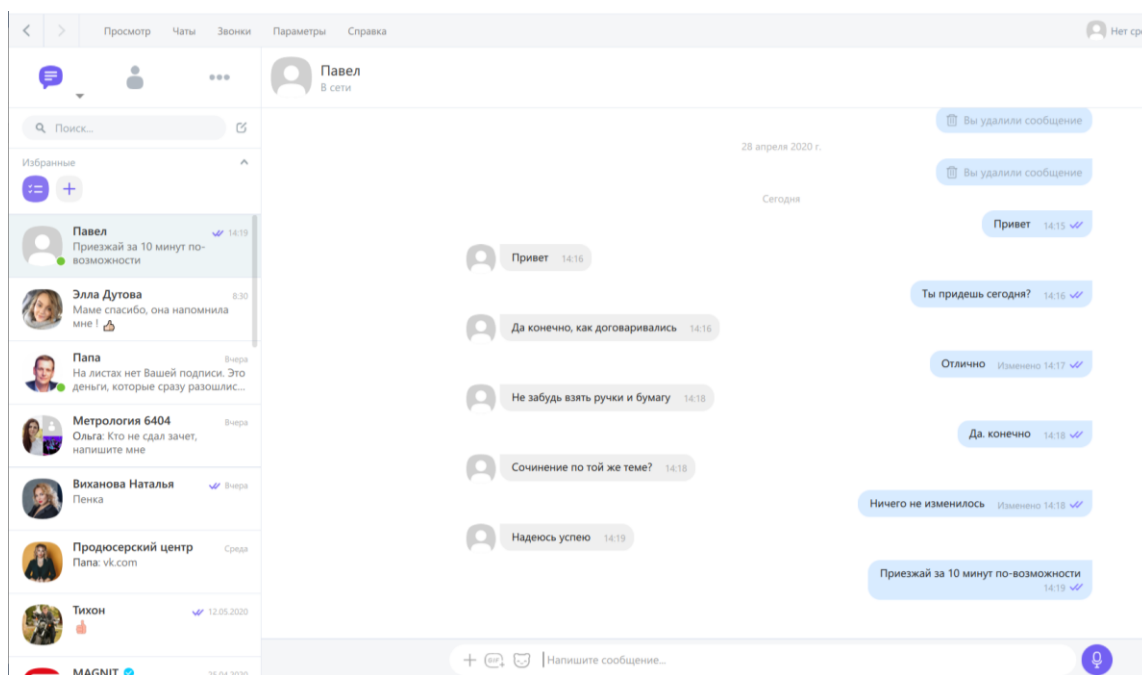 Просмотр Чаты Звонки Параметры Справка
Нет
Павел
В сети
Поиск...
Избранные
Павел 14:19
Приезжай за 10 минут по-
возможности
Элла Дутова 8:30
Маме спасибо, она напомнила
мне !
Папа Вчера
На листах нет Вашей подписи. Это
деньги, которые сразу разошлис...
Метрология 6404 Вчера
Ольга: Кто не сдал зачет,
напишите мне
Виханова Наталья Вчера
Пенка
Продюсерский центр Среда
Папа: vk.com
Тихон 12.05.2020
MAGNIT
Вы удалили сообщение
28 апреля 2020 г.
Вы удалили сообщение
Сегодня
Привет 14:15
Привет 14:16
Ты придешь сегодня? 14:16
Да конечно, как договаривались 14:16
Отлично Изменено 14:17
Не забудь взять ручки и бумагу 14:18
Да. конечно 14:18
Сочинение по той же теме? 14:18
Ничего не изменилось Изменено 14:18
Надеюсь успею 14:19
Приезжай за 10 минут по-возможности
14:19
GIF Напишите сообщение...